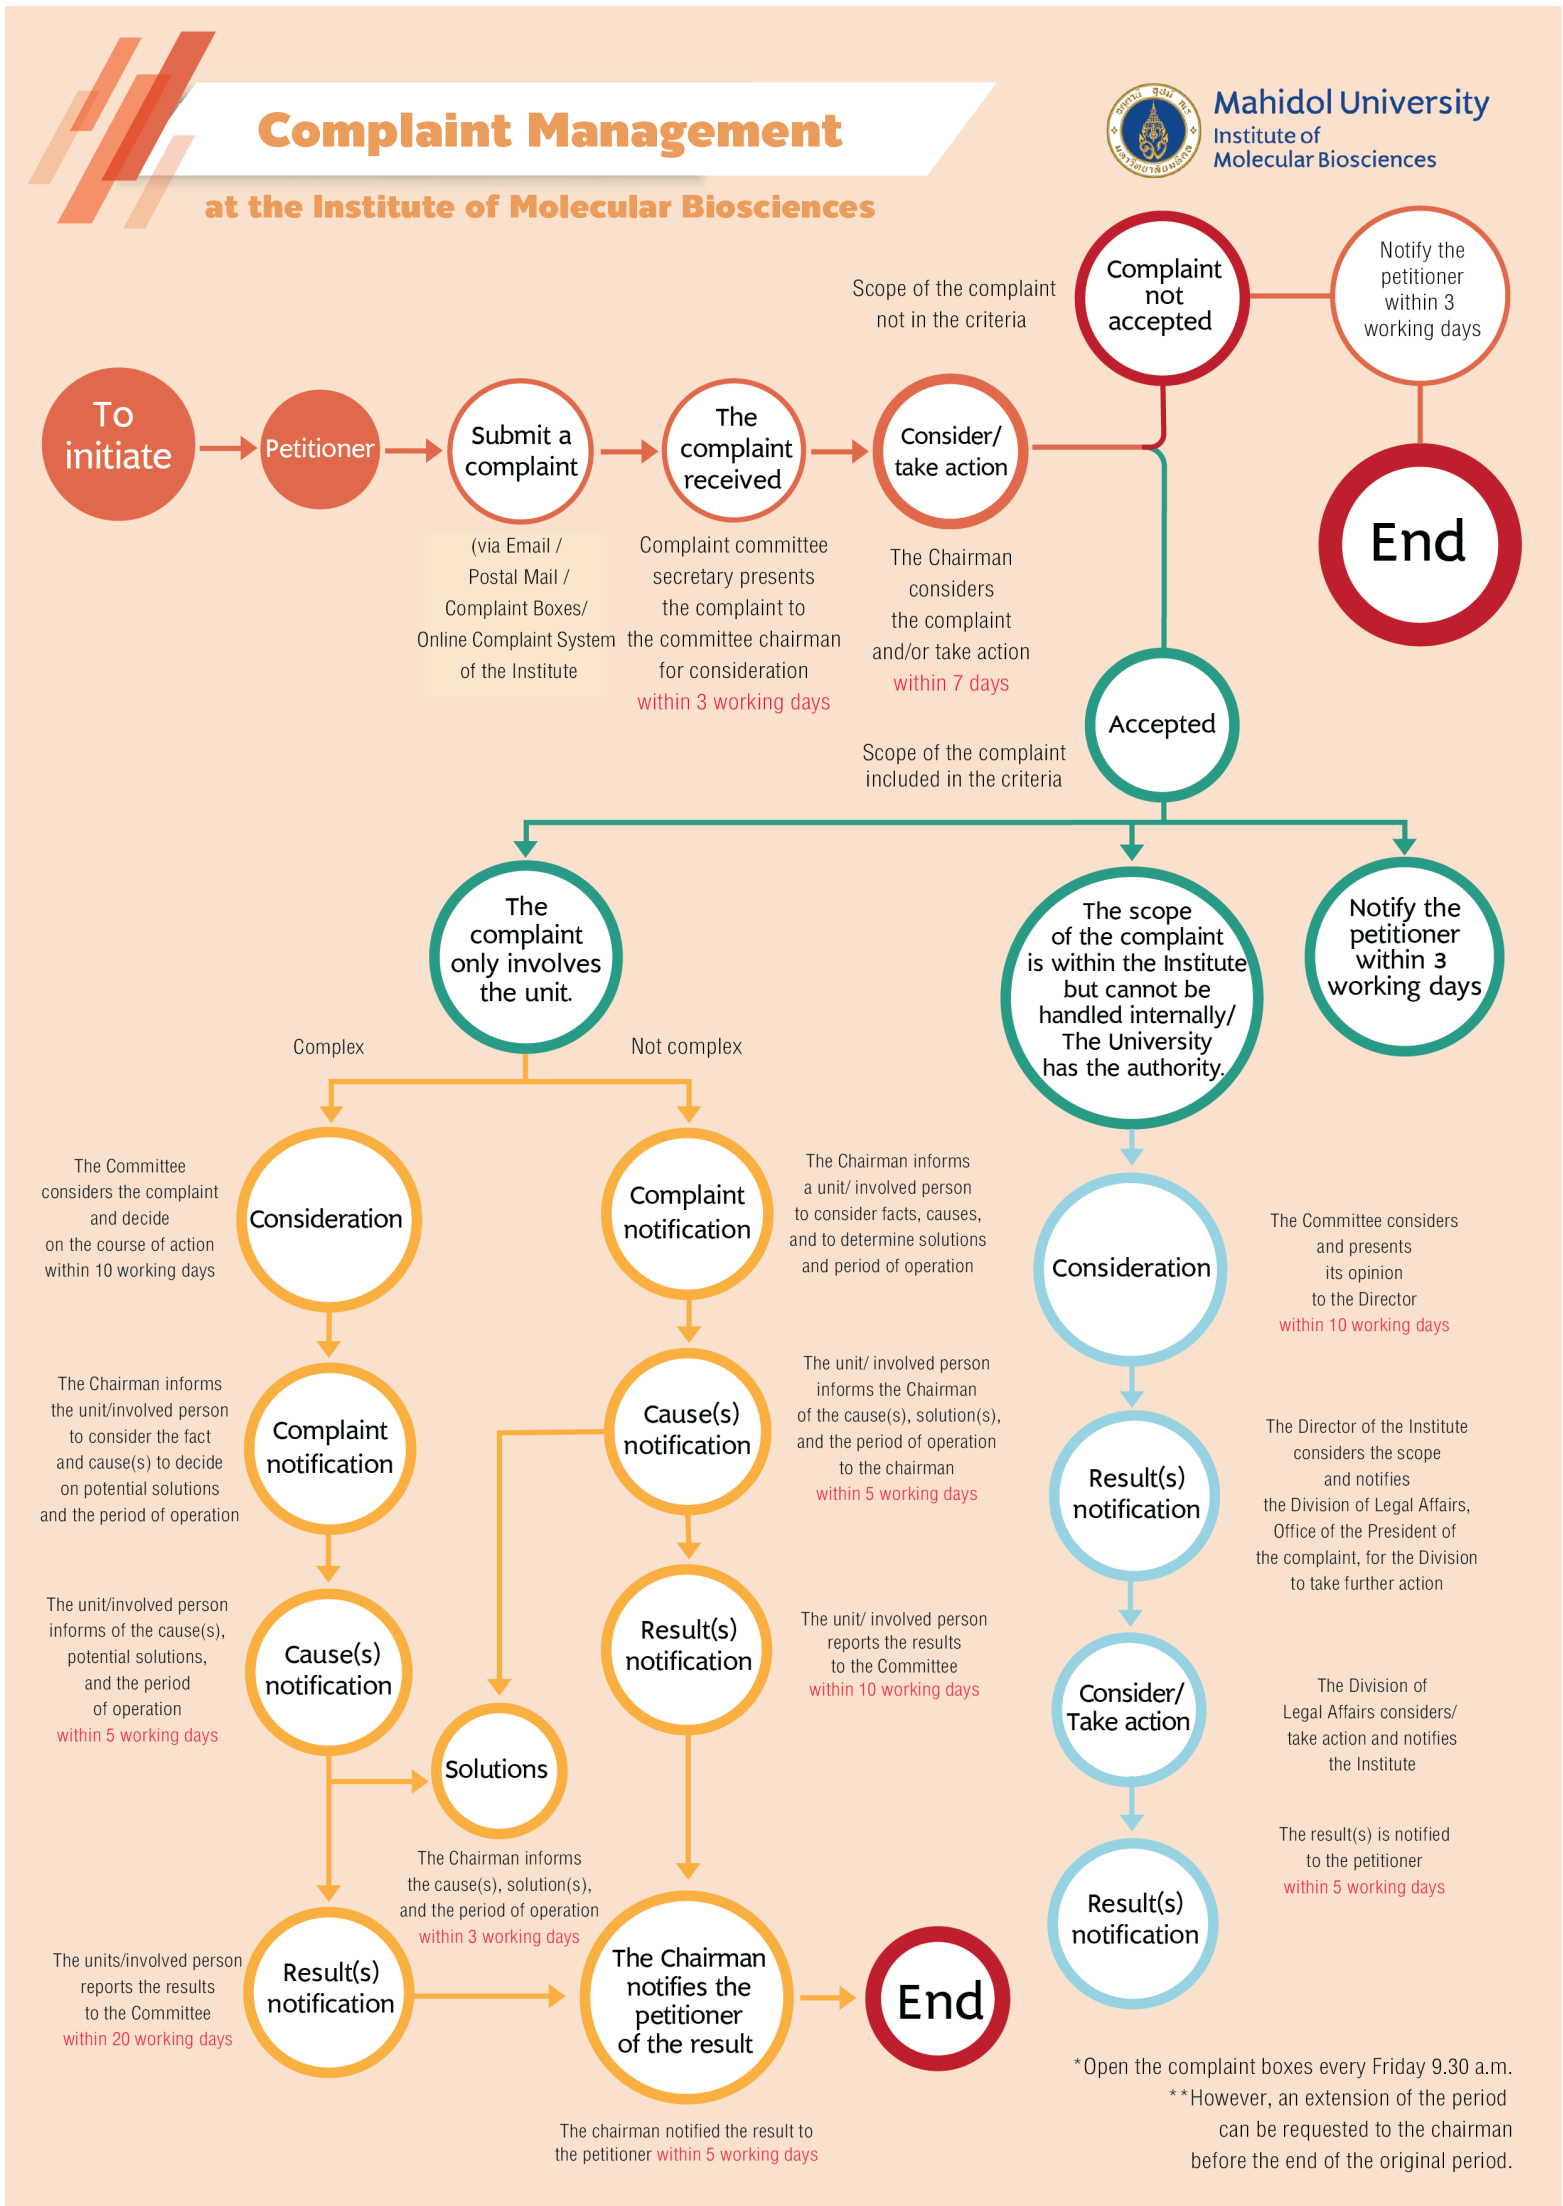 Complaint Management
at the Institute of Molecular Biosciences
Mahidol University
Institute of
Molecular Biosciences
Scope of the complaint
not in the criteria
Complaint
not
accepted
Notify the
petitioner
within 3
working days
End
To
initiate
Petitioner
Submit a
complaint
(via Email /
Postal Mail /
Complaint Boxes/
Online Complaint System
of the Institute
The
complaint
received
Complaint committee
secretary presents
the complaint to
the committee chairman
for consideration
within 3 working days
Consider/
take action
The Chairman
considers
the complaint
and/or take action
within 7 days
Accepted
Scope of the complaint
included in the criteria
The
complaint
only involves
the unit.
The scope
of the complaint
is within the Institute
but cannot be
handled internally/
The University
has the authority.
Notify the
petitioner
within 3
working days
Complex
Not complex
The Committee
considers the complaint
and decide
on the course of action
within 10 working days
Consideration
The Chairman informs
the unit/involved person
to consider the fact
and cause(s) to decide
on potential solutions
and the period of operation
Complaint
notification
The unit/involved person
informs of the cause(s),
potential solutions,
and the period
of operation
within 5 working days
Cause(s)
notification
Solutions
The Chairman informs
the cause(s), solution(s),
and the period of operation
within 3 working days
The units/involved person
reports the results
to the Committee
within 20 working days
Result(s)
notification
Complaint
notification
The Chairman informs
a unit/ involved person
to consider facts, causes,
and to determine solutions
and period of operation
Cause(s)
notification
The unit/ involved person
informs the Chairman
of the cause(s), solution(s),
and the period of operation
to the chairman
within 5 working days
Result(s)
notification
The unit/ involved person
reports the results
to the Committee
within 10 working days
The Chairman
notifies the
petitioner
of the result
The chairman notified the result to
the petitioner within 5 working days
End
Consideration
The Committee considers
and presents
its opinion
to the Director
within 10 working days
Result(s)
notification
The Director of the Institute
considers the scope
and notifies
the Division of Legal Affairs,
Office of the President of
the complaint, for the Division
to take further action
Consider/
Take action
The Division of
Legal Affairs considers/
take action and notifies
the Institute
Result(s)
notification
The result(s) is notified
to the petitioner
within 5 working days
*Open the complaint boxes every Friday 9.30 a.m.
**However, an extension of the period
can be requested to the chairman
before the end of the original period.